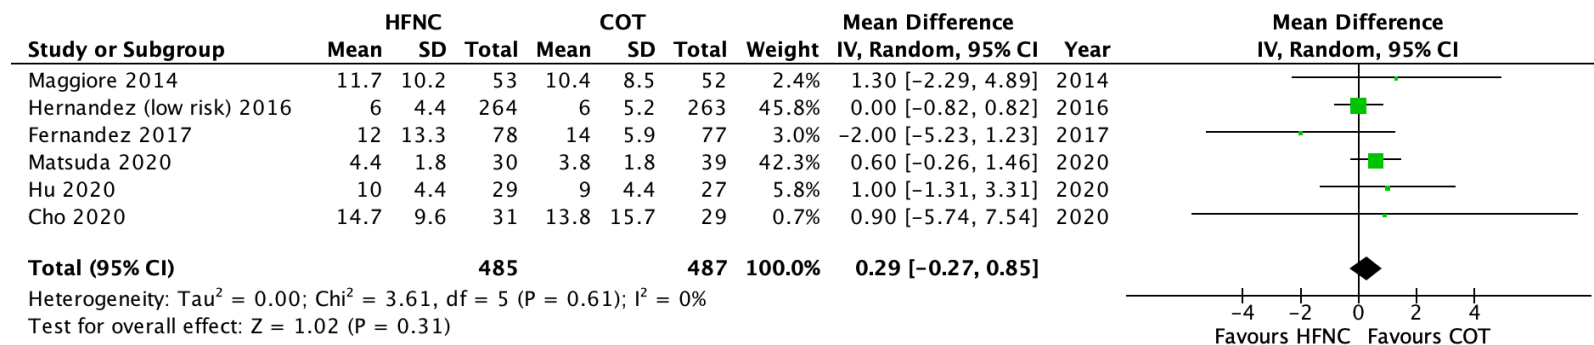 HFNC COT Mean Difference Mean Difference
Study or Subgroup Mean SD Total Mean SD Total Weight IV, Random, 95% CI Year IV, Random, 95% CI
Maggiore 2014 11.7 10.2 53 10.4 8.5 52 2.4% 1.30 [−2.29, 4.89] 2014
Hernandez (low risk) 2016 6 4.4 264 6 5.2 263 45.8% 0.00 [−0.82, 0.82] 2016
Fernandez 2017 12 13.3 78 14 5.9 77 3.0% −2.00 [−5.23, 1.23] 2017
Matsuda 2020 4.4 1.8 30 3.8 1.8 39 42.3% 0.60 [−0.26, 1.46] 2020
Hu 2020 10 4.4 29 9 4.4 27 5.8% 1.00 [−1.31, 3.31] 2020
Cho 2020 14.7 9.6 31 13.8 15.7 29 0.7% 0.90 [−5.74, 7.54] 2020
Total (95% CI) 485 487 100.0% 0.29 [−0.27, 0.85]
Heterogeneity: Tau² = 0.00; Chi² = 3.61, df = 5 (P = 0.61); I² = 0%
Test for overall effect: Z = 1.02 (P = 0.31)
−4 −2 0 2 4
Favours HFNC Favours COT